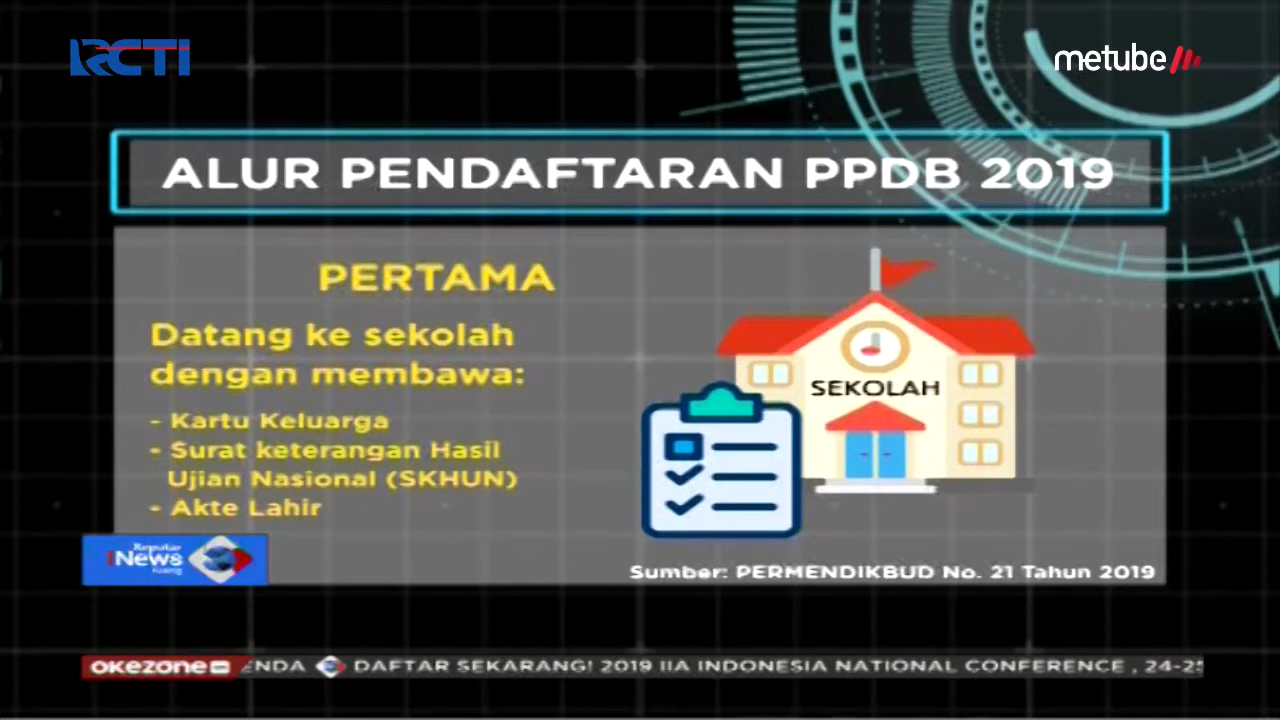 RCTI
metube
ALUR PENDAFTARAN PPDB 2019
PERTAMA
Datang ke sekolah
dengan membawa:
- Kartu Keluarga
- Surat keterangan Hasil
Ujian Nasional (SKHUN)
- Akte Lahir
SEKOLAH
Seputar
iNews
Siang
Sumber: PERMENDIKBUD No. 21 Tahun 2019
OKEZONE ENDA DAFTAR SEKARANG! 2019 IIA INDONESIA NATIONAL CONFERENCE , 24-25